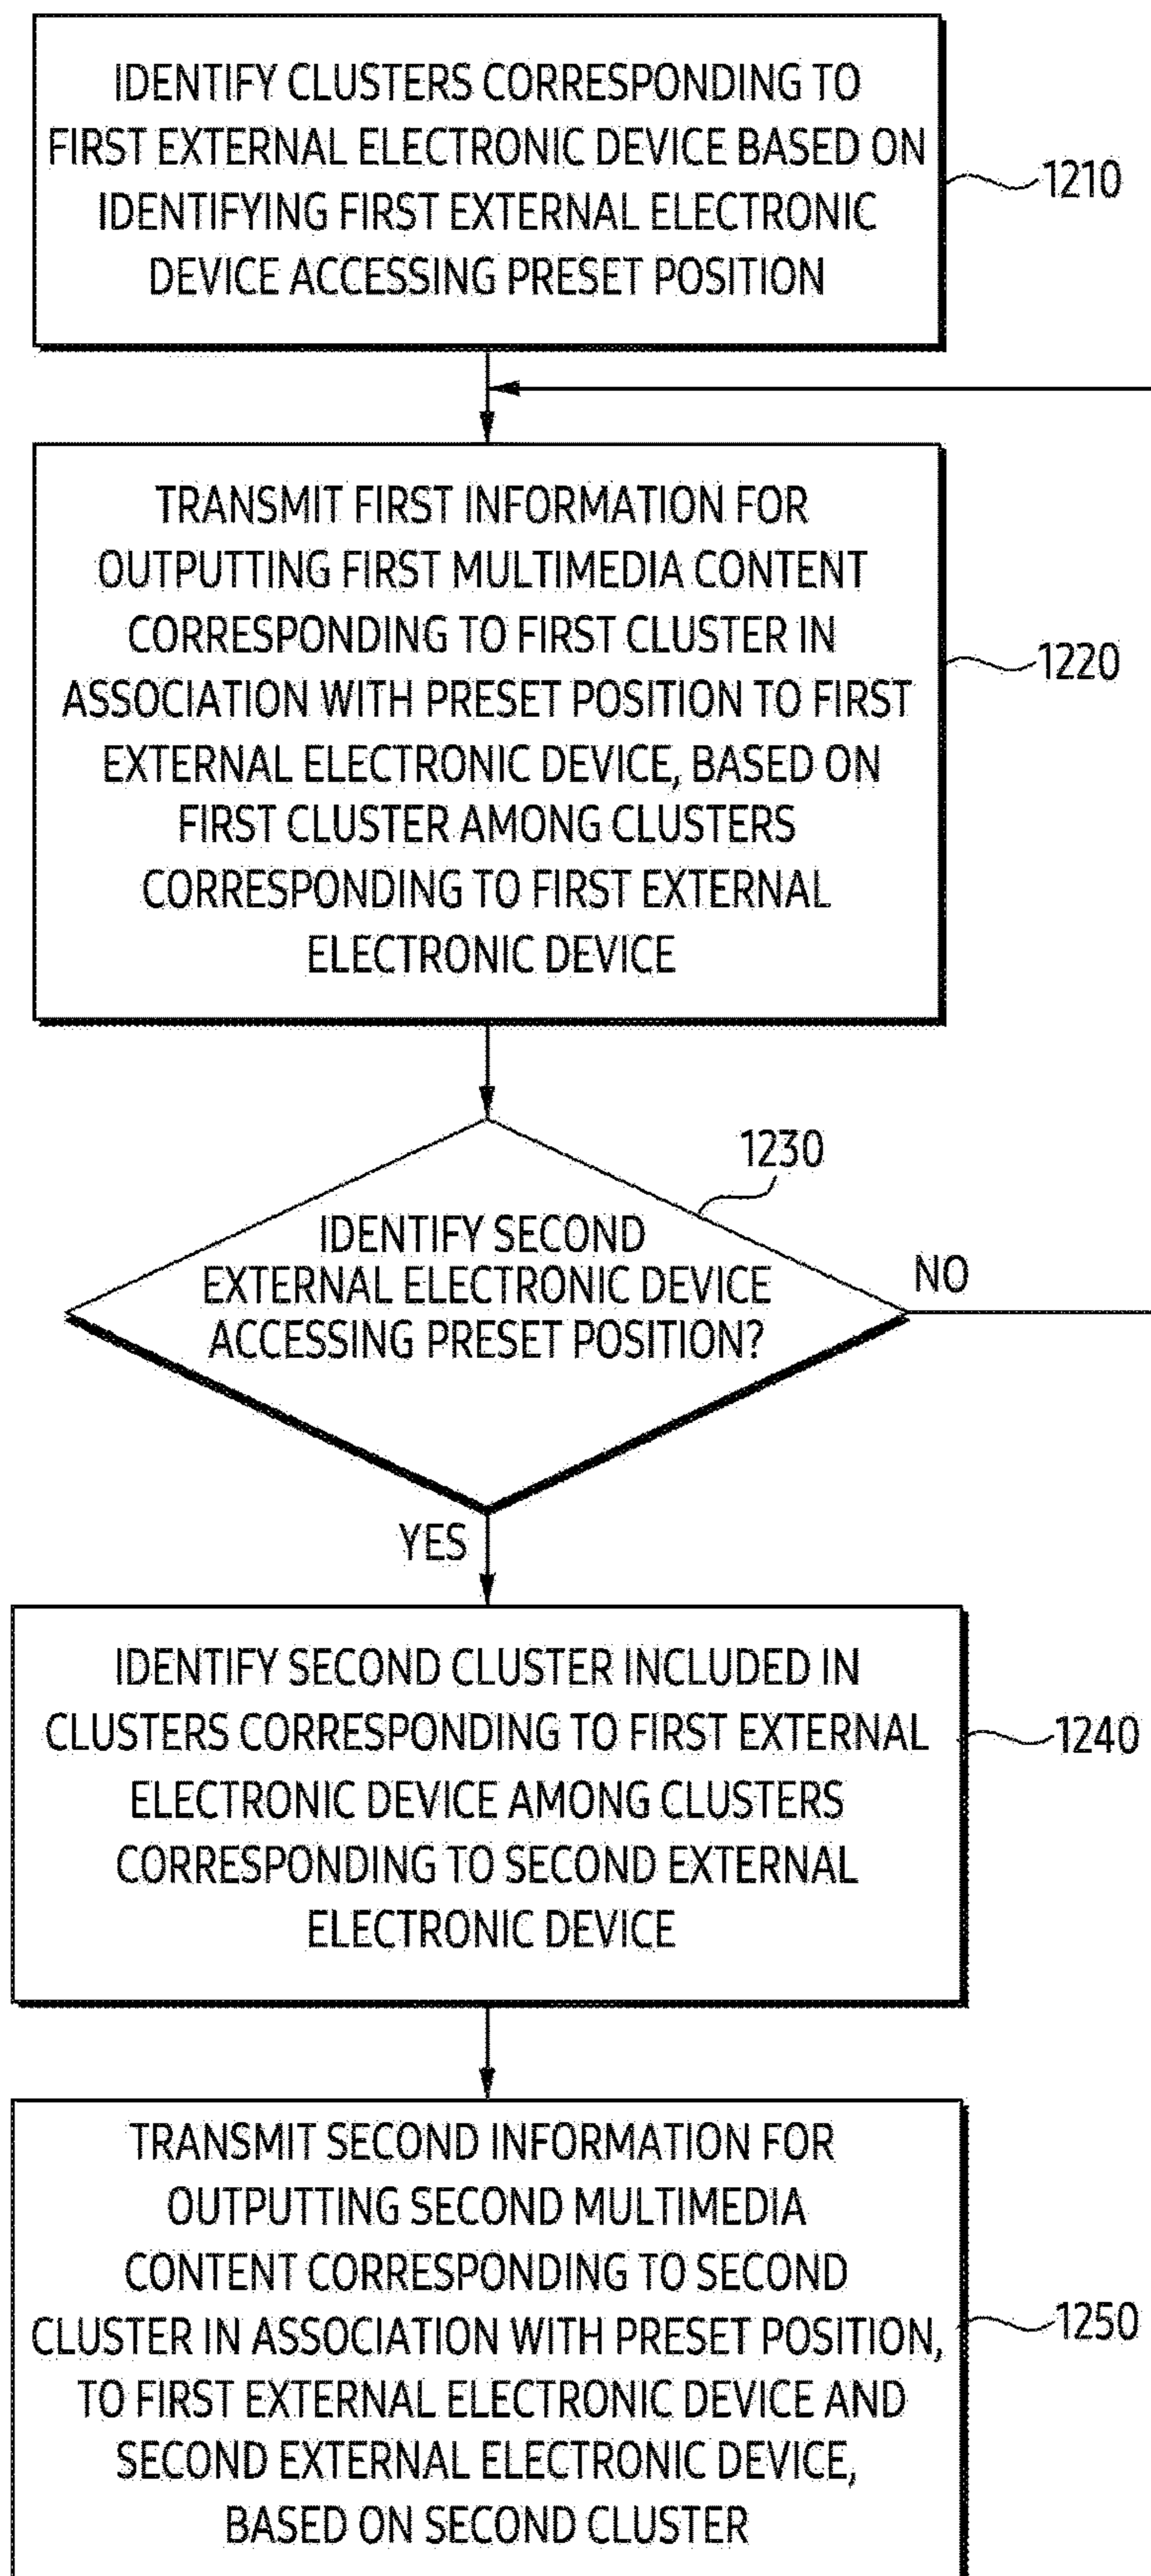 IDENTIFY CLUSTERS CORRESPONDING TO
FIRST EXTERNAL ELECTRONIC DEVICE BASED ON
IDENTIFYING FIRST EXTERNAL ELECTRONIC
DEVICE ACCESSING PRESET POSITION
1210
TRANSMIT FIRST INFORMATION FOR
OUTPUTTING FIRST MULTIMEDIA CONTENT
CORRESPONDING TO FIRST CLUSTER IN
ASSOCIATION WITH PRESET POSITION TO FIRST
EXTERNAL ELECTRONIC DEVICE, BASED ON
FIRST CLUSTER AMONG CLUSTERS
CORRESPONDING TO FIRST EXTERNAL
ELECTRONIC DEVICE
1220
1230
IDENTIFY SECOND
EXTERNAL ELECTRONIC DEVICE
ACCESSING PRESET POSITION?
NO
YES
IDENTIFY SECOND CLUSTER INCLUDED IN
CLUSTERS CORRESPONDING TO FIRST EXTERNAL
ELECTRONIC DEVICE AMONG CLUSTERS
CORRESPONDING TO SECOND EXTERNAL
ELECTRONIC DEVICE
1240
TRANSMIT SECOND INFORMATION FOR
OUTPUTTING SECOND MULTIMEDIA
CONTENT CORRESPONDING TO SECOND
CLUSTER IN ASSOCIATION WITH PRESET POSITION,
TO FIRST EXTERNAL ELECTRONIC DEVICE AND
SECOND EXTERNAL ELECTRONIC DEVICE,
BASED ON SECOND CLUSTER
1250